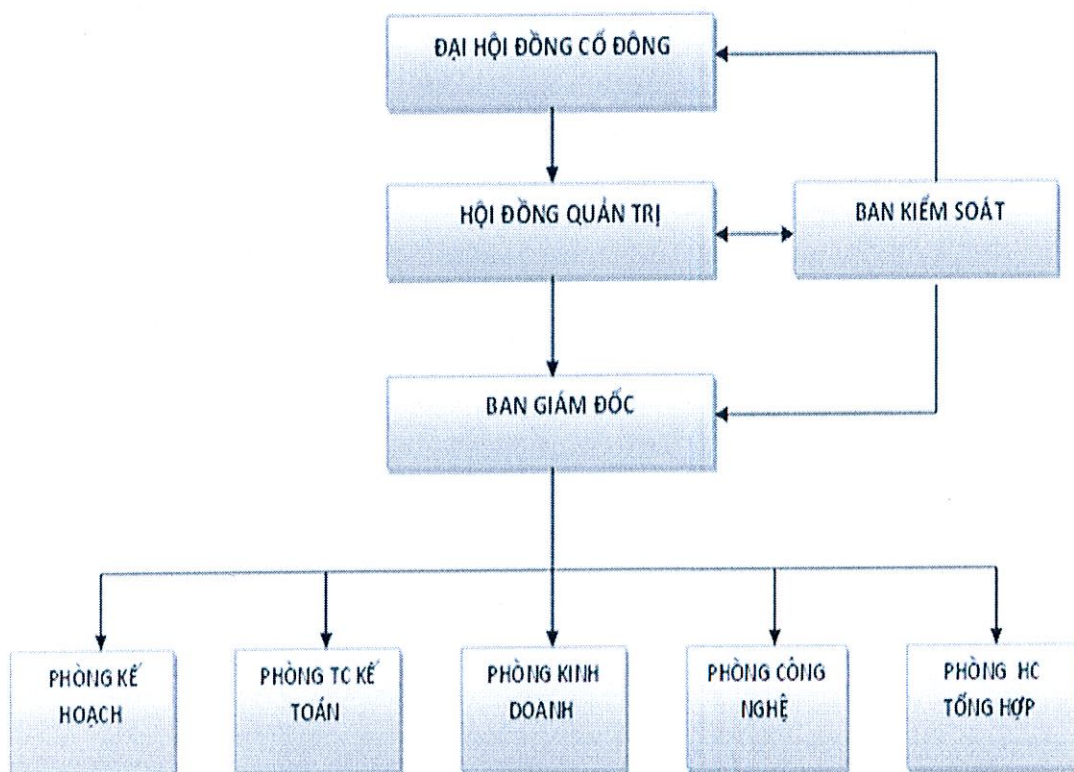 ĐẠI HỘI ĐỒNG CỔ ĐÔNG
HỘI ĐỒNG QUẢN TRỊ
BAN KIỂM SOÁT
BAN GIÁM ĐỐC
PHÒNG KẾ
HOẠCH
PHÒNG TC KẾ
TOÁN
PHÒNG KINH
DOANH
PHÒNG CÔNG
NGHỆ
PHÒNG HC
TỔNG HỢP